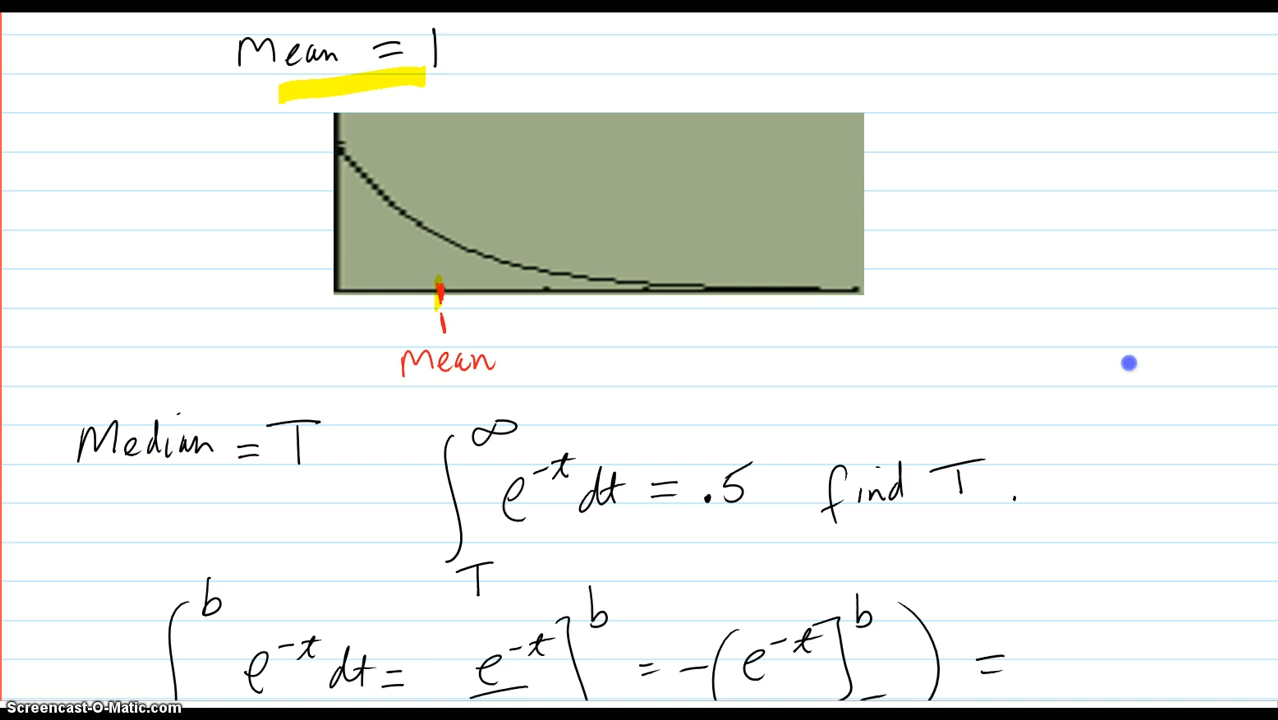 Mean = 1
Mean
Median = T ∫_T^∞ e^{-t} dt = .5 find T.
∫^b e^{-t} dt = e^{-t}]^b = -(e^{-t}]^b) =
Screencast-O-Matic.com